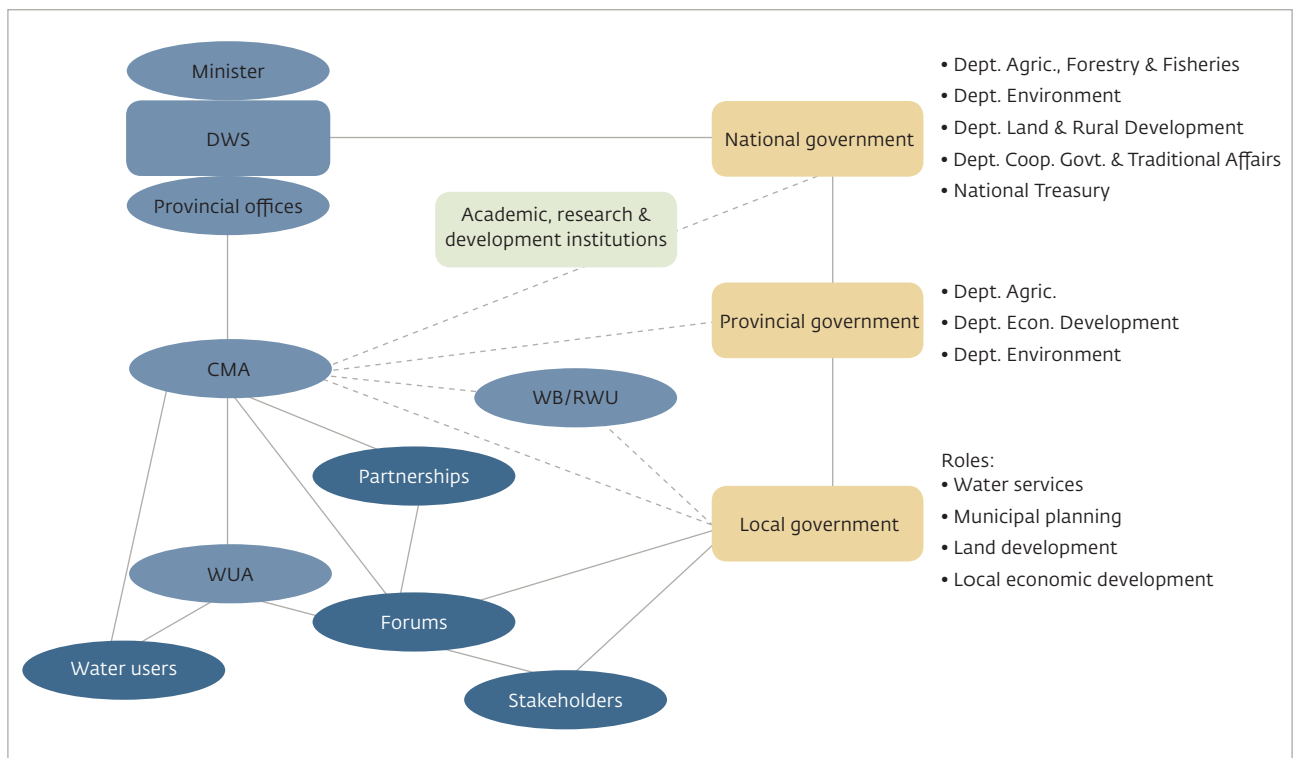 Minister
DWS
Provincial offices
National government
• Dept. Agric., Forestry & Fisheries
• Dept. Environment
• Dept. Land & Rural Development
• Dept. Coop. Govt. & Traditional Affairs
• National Treasury
Academic, research &
development institutions
Provincial government
• Dept. Agric.
• Dept. Econ. Development
• Dept. Environment
CMA
WB/RWU
Partnerships
Local government
Roles:
• Water services
• Municipal planning
• Land development
• Local economic development
WUA
Forums
Water users
Stakeholders